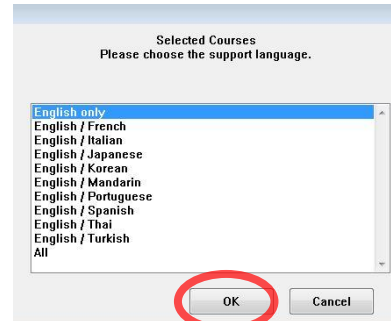 Selected Courses
Please choose the support language.
English only
English / French
English / Italian
English / Japanese
English / Korean
English / Mandarin
English / Portuguese
English / Spanish
English / Thai
English / Turkish
All
OK
Cancel